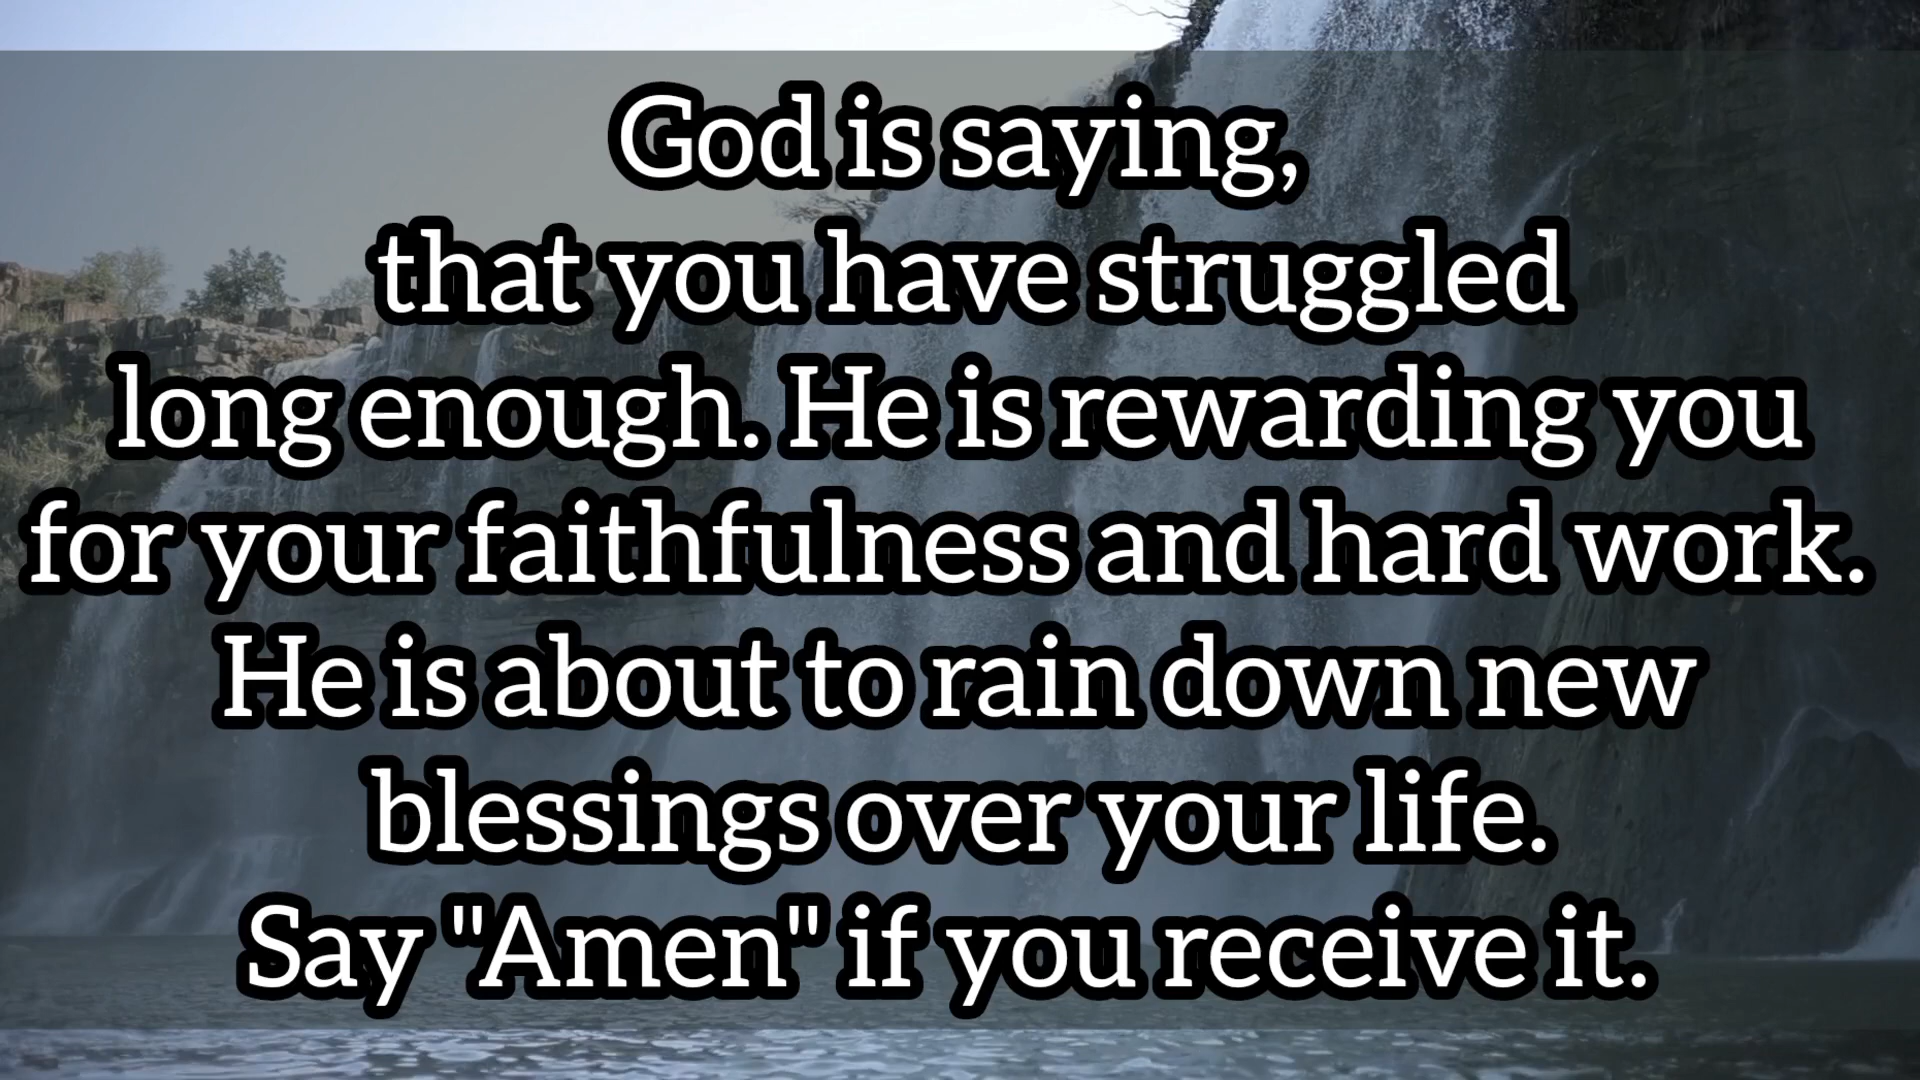 God is saying,
that you have struggled
long enough. He is rewarding you
for your faithfulness and hard work.
He is about to rain down new
blessings over your life.
Say "Amen" if you receive it.